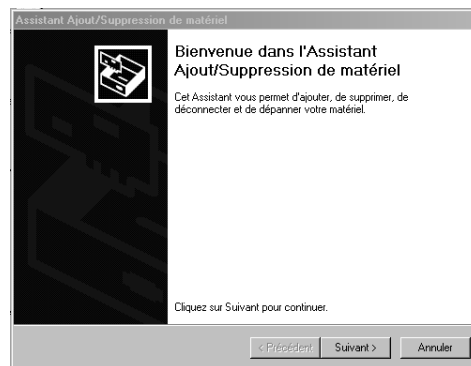 Assistant Ajout/Suppression de matériel
Bienvenue dans l'Assistant
Ajout/Suppression de matériel
Cet Assistant vous permet d'ajouter, de supprimer, de
déconnecter et de dépanner votre matériel.
Cliquez sur Suivant pour continuer.
< Précédent Suivant > Annuler